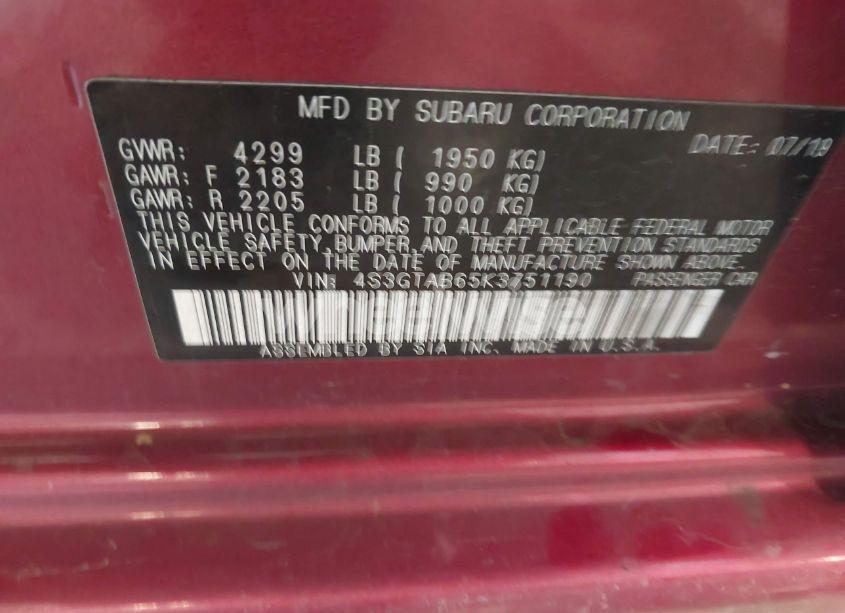 MFD BY SUBARU CORPORATION
DATE: 07/19
GVWR: 4299 LB ( 1950 KG)
GAWR: F 2183 LB ( 990 KG)
GAWR: R 2205 LB ( 1000 KG)
THIS VEHICLE CONFORMS TO ALL APPLICABLE FEDERAL MOTOR
VEHICLE SAFETY, BUMPER, AND THEFT PREVENTION STANDARDS
IN EFFECT ON THE DATE OF MANUFACTURE SHOWN ABOVE.
VIN: 4S3GTAB65K3751190 PASSENGER CAR
ASSEMBLED BY SIA INC. MADE IN U.S.A.